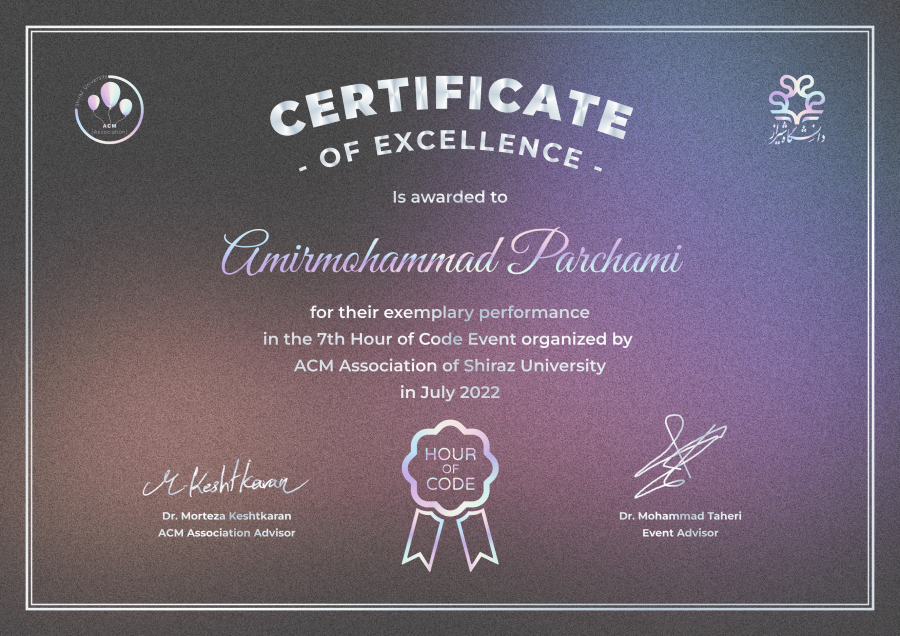 Shiraz University
ACM
[Association]
دانشگاه شیراز
CERTIFICATE
- OF EXCELLENCE -
Is awarded to
Amirmohammad Parchami
for their exemplary performance
in the 7th Hour of Code Event organized by
ACM Association of Shiraz University
in July 2022
HOUR
OF
CODE
M. Keshtkaran
Dr. Morteza Keshtkaran
ACM Association Advisor
Dr. Mohammad Taheri
Event Advisor